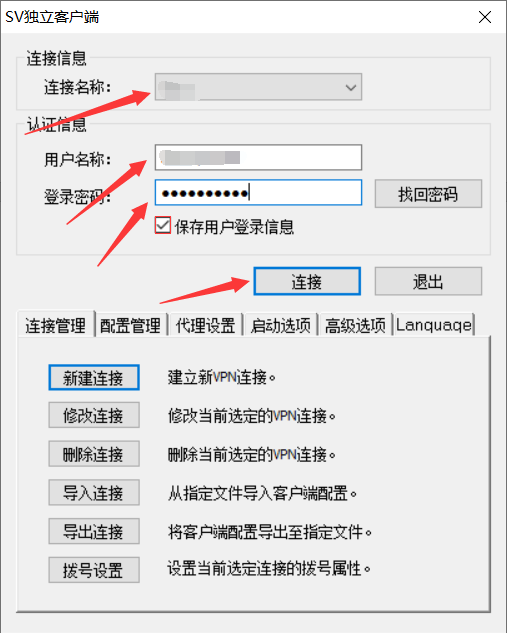 SV独立客户端
连接信息
连接名称：
认证信息
用户名称：
登录密码： ●●●●●●●●●● 找回密码
保存用户登录信息
连接 退出
连接管理 配置管理 代理设置 启动选项 高级选项 Language
新建连接 建立新VPN连接。
修改连接 修改当前选定的VPN连接。
删除连接 删除当前选定的VPN连接。
导入连接 从指定文件导入客户端配置。
导出连接 将客户端配置导出至指定文件。
拨号设置 设置当前选定连接的拨号属性。